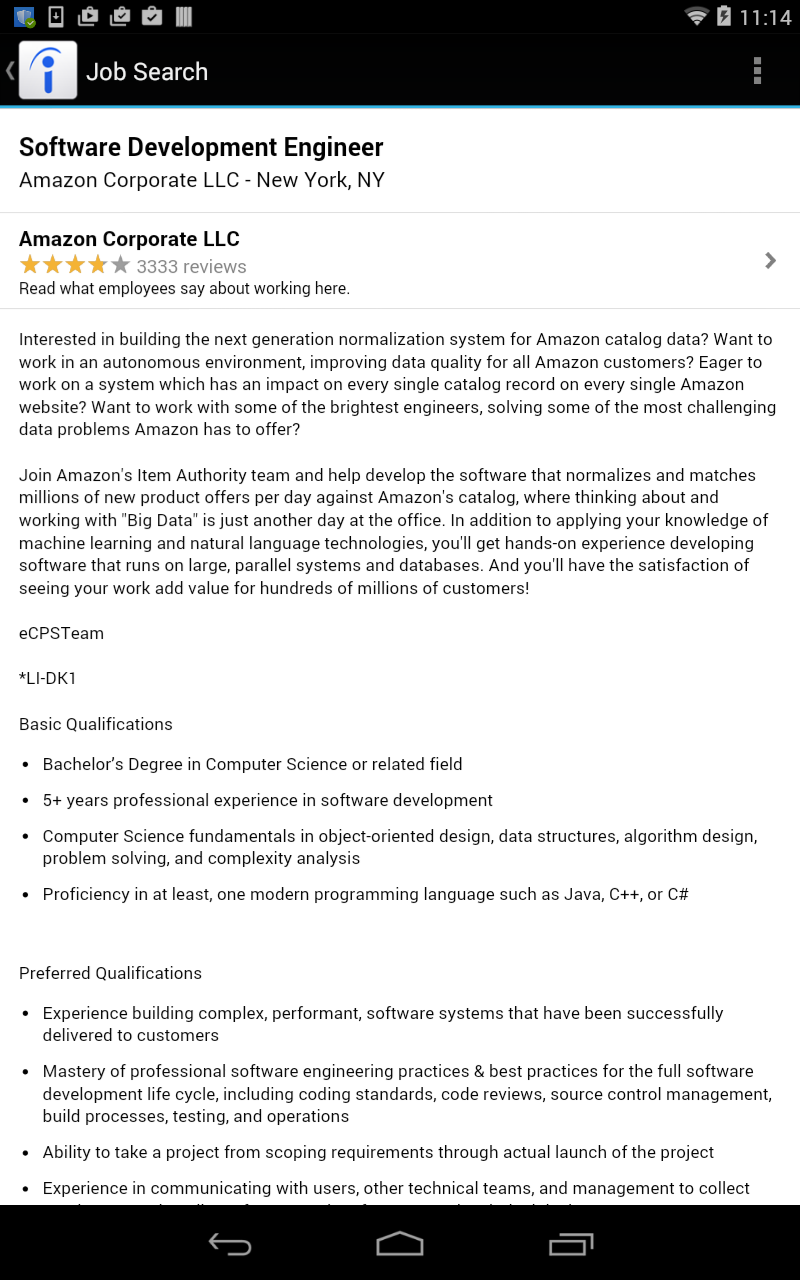 11:14
Job Search
Software Development Engineer
Amazon Corporate LLC - New York, NY
Amazon Corporate LLC
3333 reviews
Read what employees say about working here.
Interested in building the next generation normalization system for Amazon catalog data? Want to
work in an autonomous environment, improving data quality for all Amazon customers? Eager to
work on a system which has an impact on every single catalog record on every single Amazon
website? Want to work with some of the brightest engineers, solving some of the most challenging
data problems Amazon has to offer?
Join Amazon's Item Authority team and help develop the software that normalizes and matches
millions of new product offers per day against Amazon's catalog, where thinking about and
working with "Big Data" is just another day at the office. In addition to applying your knowledge of
machine learning and natural language technologies, you'll get hands-on experience developing
software that runs on large, parallel systems and databases. And you'll have the satisfaction of
seeing your work add value for hundreds of millions of customers!
eCPSTeam
*LI-DK1
Basic Qualifications
• Bachelor’s Degree in Computer Science or related field
• 5+ years professional experience in software development
• Computer Science fundamentals in object-oriented design, data structures, algorithm design,
problem solving, and complexity analysis
• Proficiency in at least, one modern programming language such as Java, C++, or C#
Preferred Qualifications
• Experience building complex, performant, software systems that have been successfully
delivered to customers
• Mastery of professional software engineering practices & best practices for the full software
development life cycle, including coding standards, code reviews, source control management,
build processes, testing, and operations
• Ability to take a project from scoping requirements through actual launch of the project
• Experience in communicating with users, other technical teams, and management to collect